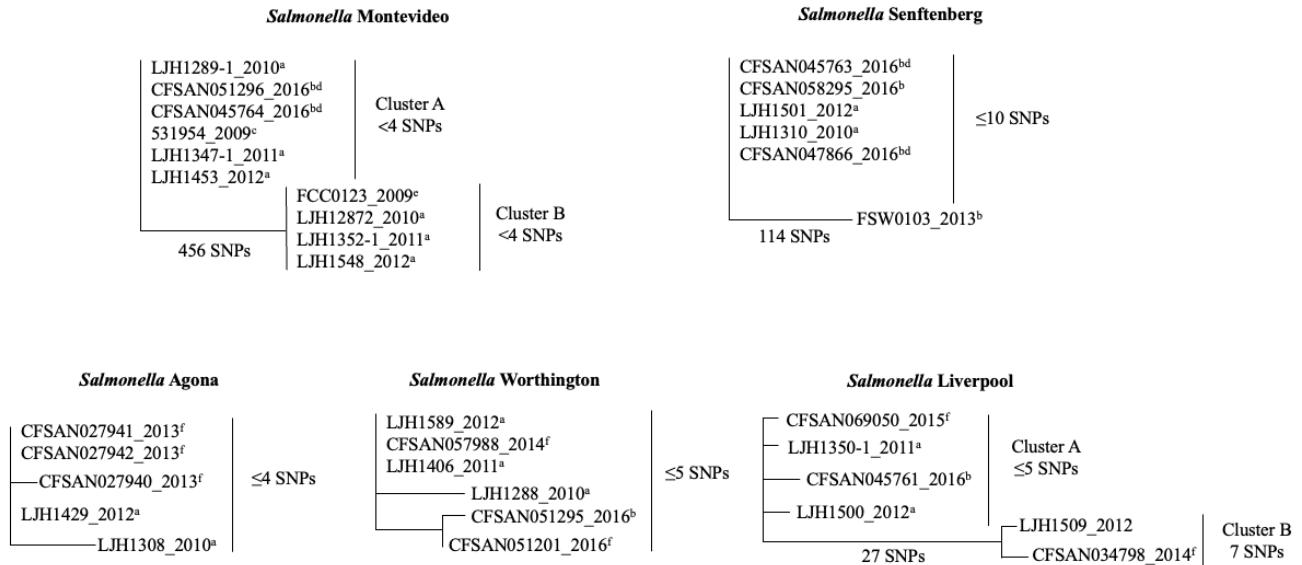 Salmonella Montevideo
LJH1289-1_2010ᵃ
CFSAN051296_2016ᵇᵈ
CFSAN045764_2016ᵇᵈ
531954_2009ᶜ
LJH1347-1_2011ᵃ
LJH1453_2012ᵃ
Cluster A
<4 SNPs
FCC0123_2009ᵉ
LJH12872_2010ᵃ
LJH1352-1_2011ᵃ
LJH1548_2012ᵃ
Cluster B
<4 SNPs
456 SNPs
Salmonella Senftenberg
CFSAN045763_2016ᵇᵈ
CFSAN058295_2016ᵇ
LJH1501_2012ᵃ
LJH1310_2010ᵃ
CFSAN047866_2016ᵇᵈ
≤10 SNPs
FSW0103_2013ᵇ
114 SNPs
Salmonella Agona
CFSAN027941_2013ᶠ
CFSAN027942_2013ᶠ
CFSAN027940_2013ᶠ
LJH1429_2012ᵃ
LJH1308_2010ᵃ
≤4 SNPs
Salmonella Worthington
LJH1589_2012ᵃ
CFSAN057988_2014ᶠ
LJH1406_2011ᵃ
LJH1288_2010ᵃ
CFSAN051295_2016ᵇ
CFSAN051201_2016ᶠ
≤5 SNPs
Salmonella Liverpool
CFSAN069050_2015ᶠ
LJH1350-1_2011ᵃ
CFSAN045761_2016ᵇ
LJH1500_2012ᵃ
Cluster A
≤5 SNPs
LJH1509_2012
CFSAN034798_2014ᶠ
27 SNPs
Cluster B
7 SNPs